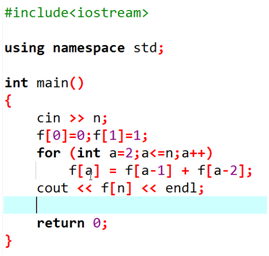 #include<iostream>
using namespace std;
int main()
{
cin >> n;
f[0]=0;f[1]=1;
for (int a=2;a<=n;a++)
f[a] = f[a-1] + f[a-2];
cout << f[n] << endl;
return 0;
}